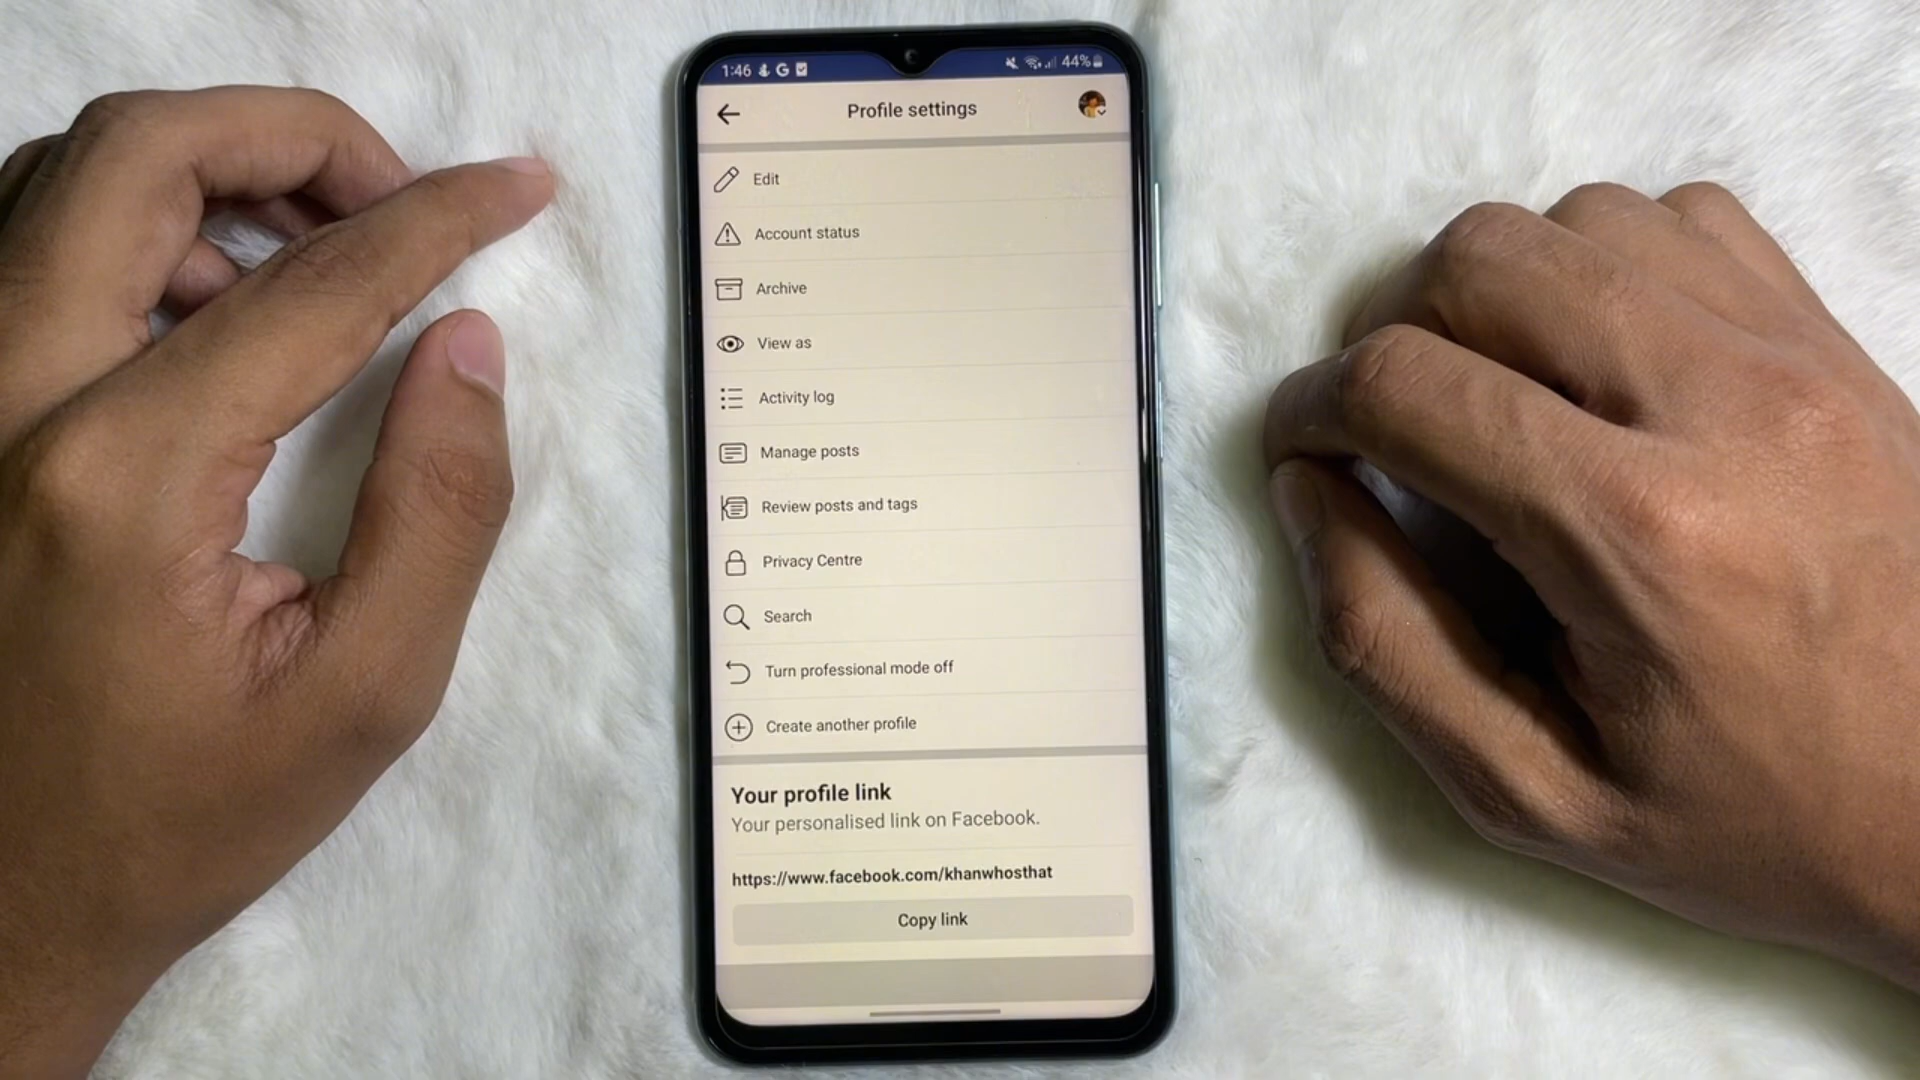 1:46 G 44%
Profile settings
Edit
Account status
Archive
View as
Activity log
Manage posts
Review posts and tags
Privacy Centre
Search
Turn professional mode off
Create another profile
Your profile link
Your personalised link on Facebook.
https://www.facebook.com/khanwhosthat
Copy link